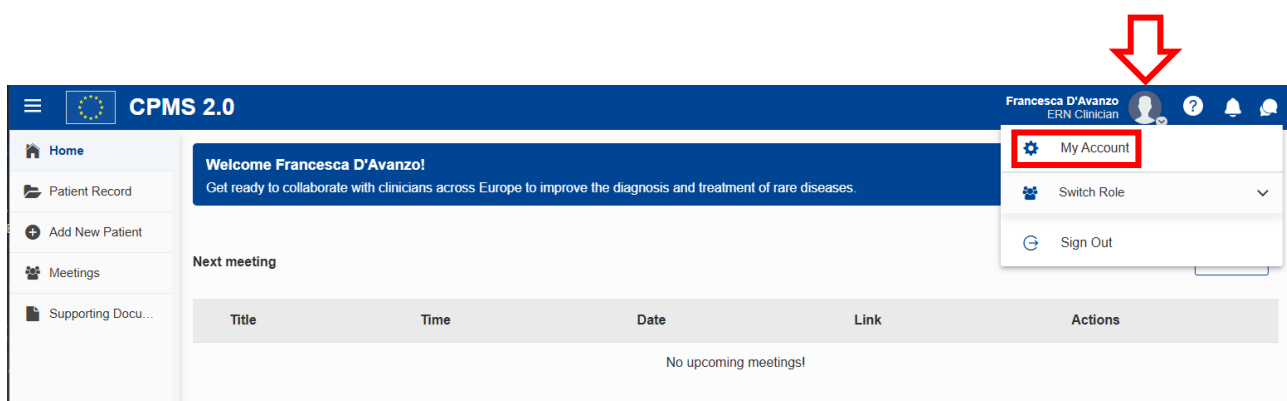 CPMS 2.0
Francesca D'Avanzo
ERN Clinician
?
Home
Patient Record
Add New Patient
Meetings
Supporting Docu...
Welcome Francesca D'Avanzo!
Get ready to collaborate with clinicians across Europe to improve the diagnosis and treatment of rare diseases.
My Account
Switch Role
Sign Out
Next meeting
Title Time Date Link Actions
No upcoming meetings!